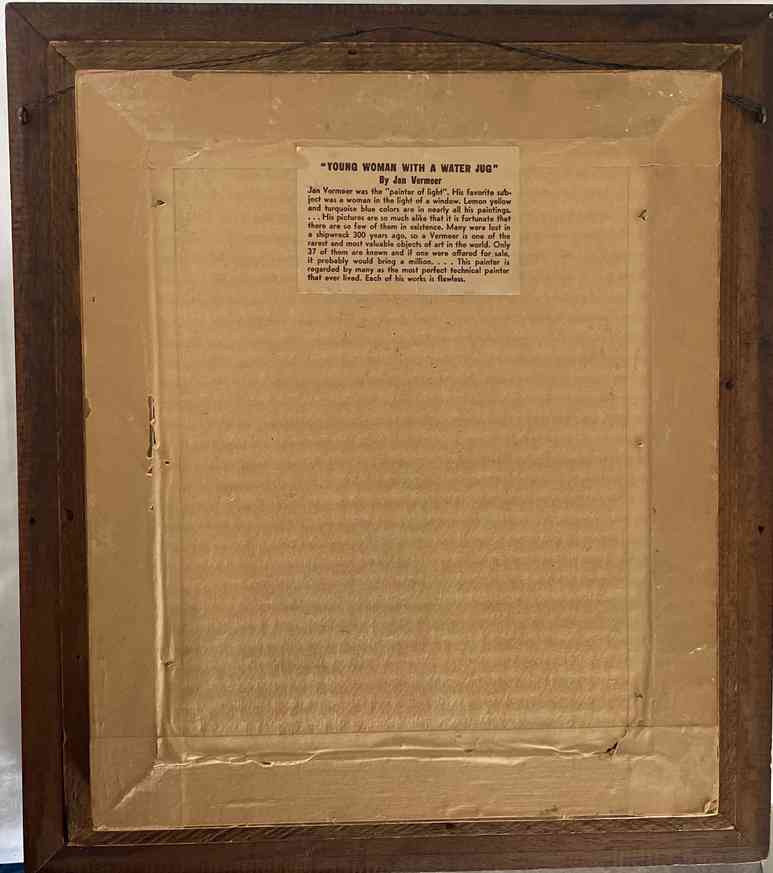 "YOUNG WOMAN WITH A WATER JUG"
By Jan Vermeer
Jan Vermeer was the "painter of light". His favorite sub-
ject was a woman in the light of a window. Lemon yellow
and turquoise blue colors are in nearly all his paintings.
. . . His pictures are so much alike that it is fortunate that
there are so few of them in existence. Many were lost in
a shipwreck 300 years ago, so a Vermeer is one of the
rarest and most valuable objects of art in the world. Only
37 of them are known and if one were offered for sale,
it probably would bring a million. . . . This painter is
regarded by many as the most perfect technical painter
that ever lived. Each of his works is flawless.